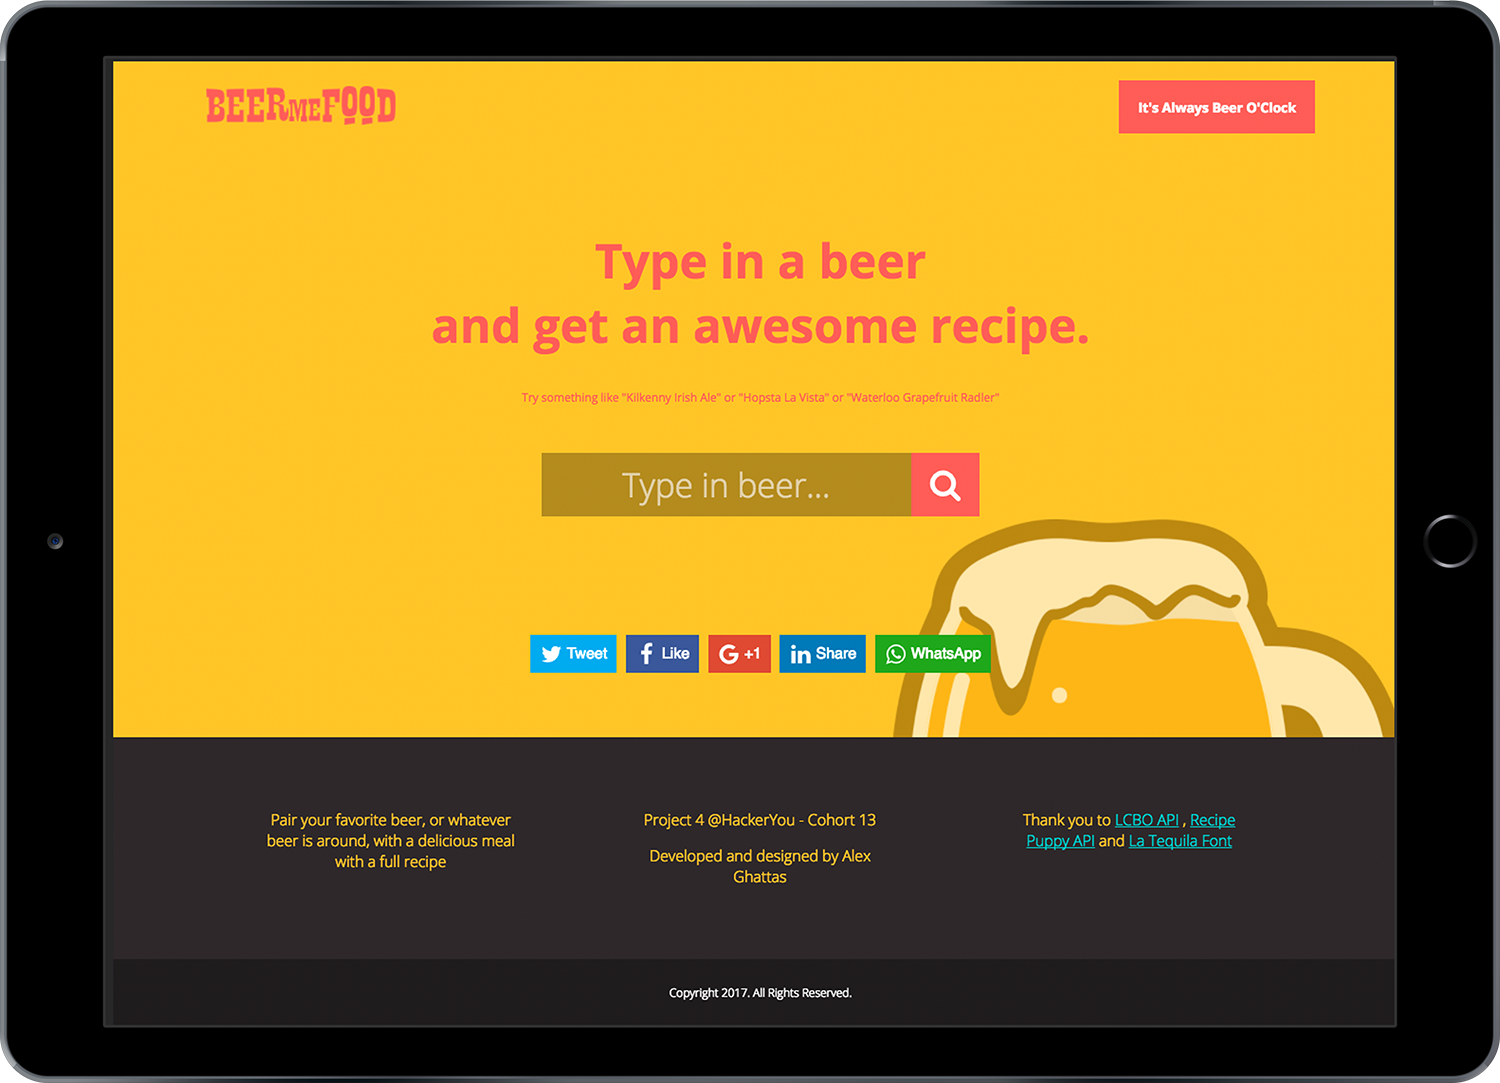 BEERMEFOOD
It's Always Beer O'Clock
Type in a beer
and get an awesome recipe.
Try something like "Kilkenny Irish Ale" or "Hopsta La Vista" or "Waterloo Grapefruit Radler"
Type in beer...
Tweet
Like
G +1
in Share
WhatsApp
Pair your favorite beer, or whatever
beer is around, with a delicious meal
with a full recipe
Project 4 @HackerYou - Cohort 13
Developed and designed by Alex
Ghattas
Thank you to LCBO API , Recipe
Puppy API and La Tequila Font
Copyright 2017. All Rights Reserved.